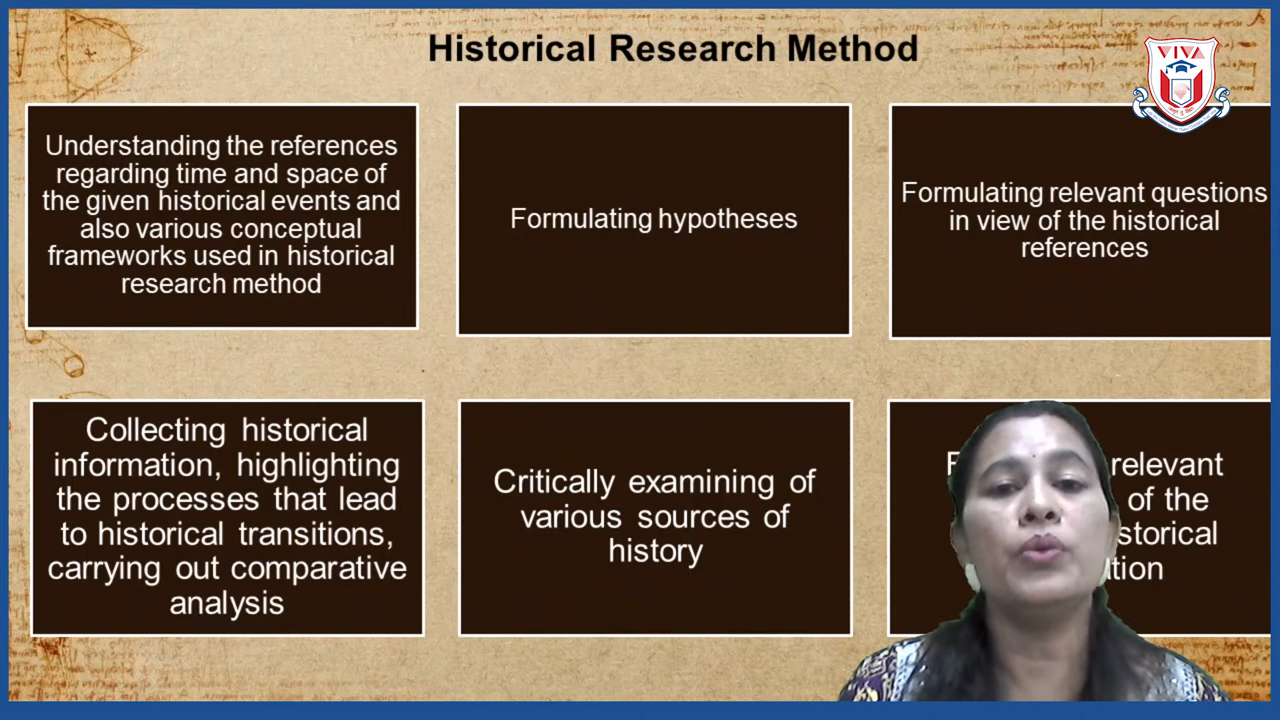 Historical Research Method
VIVA
Understanding the references
regarding time and space of
the given historical events and
also various conceptual
frameworks used in historical
research method
Formulating hypotheses
Formulating relevant questions
in view of the historical
references
Collecting historical
information, highlighting
the processes that lead
to historical transitions,
carrying out comparative
analysis
Critically examining of
various sources of
history
relevant
of the